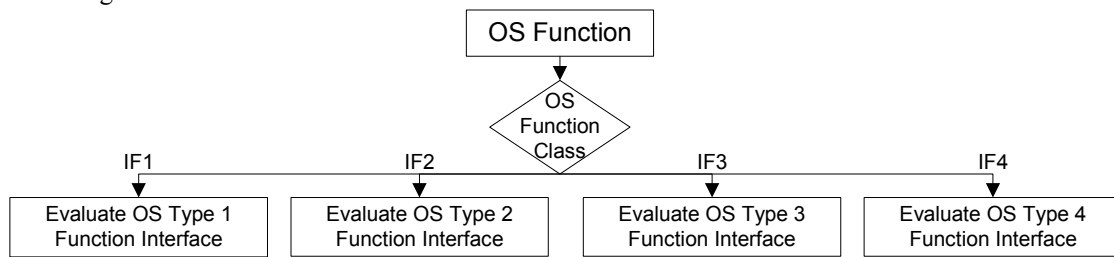 OS Function
OS
Function
Class
IF1
IF2
IF3
IF4
Evaluate OS Type 1
Function Interface
Evaluate OS Type 2
Function Interface
Evaluate OS Type 3
Function Interface
Evaluate OS Type 4
Function Interface